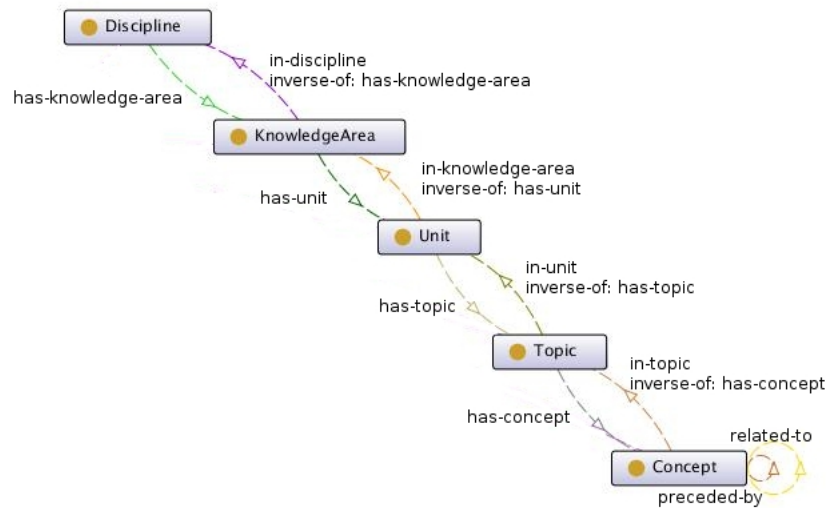 Discipline
in-discipline
inverse-of: has-knowledge-area
has-knowledge-area
KnowledgeArea
in-knowledge-area
inverse-of: has-unit
has-unit
Unit
in-unit
inverse-of: has-topic
has-topic
Topic
in-topic
inverse-of: has-concept
has-concept
related-to
Concept
preceded-by